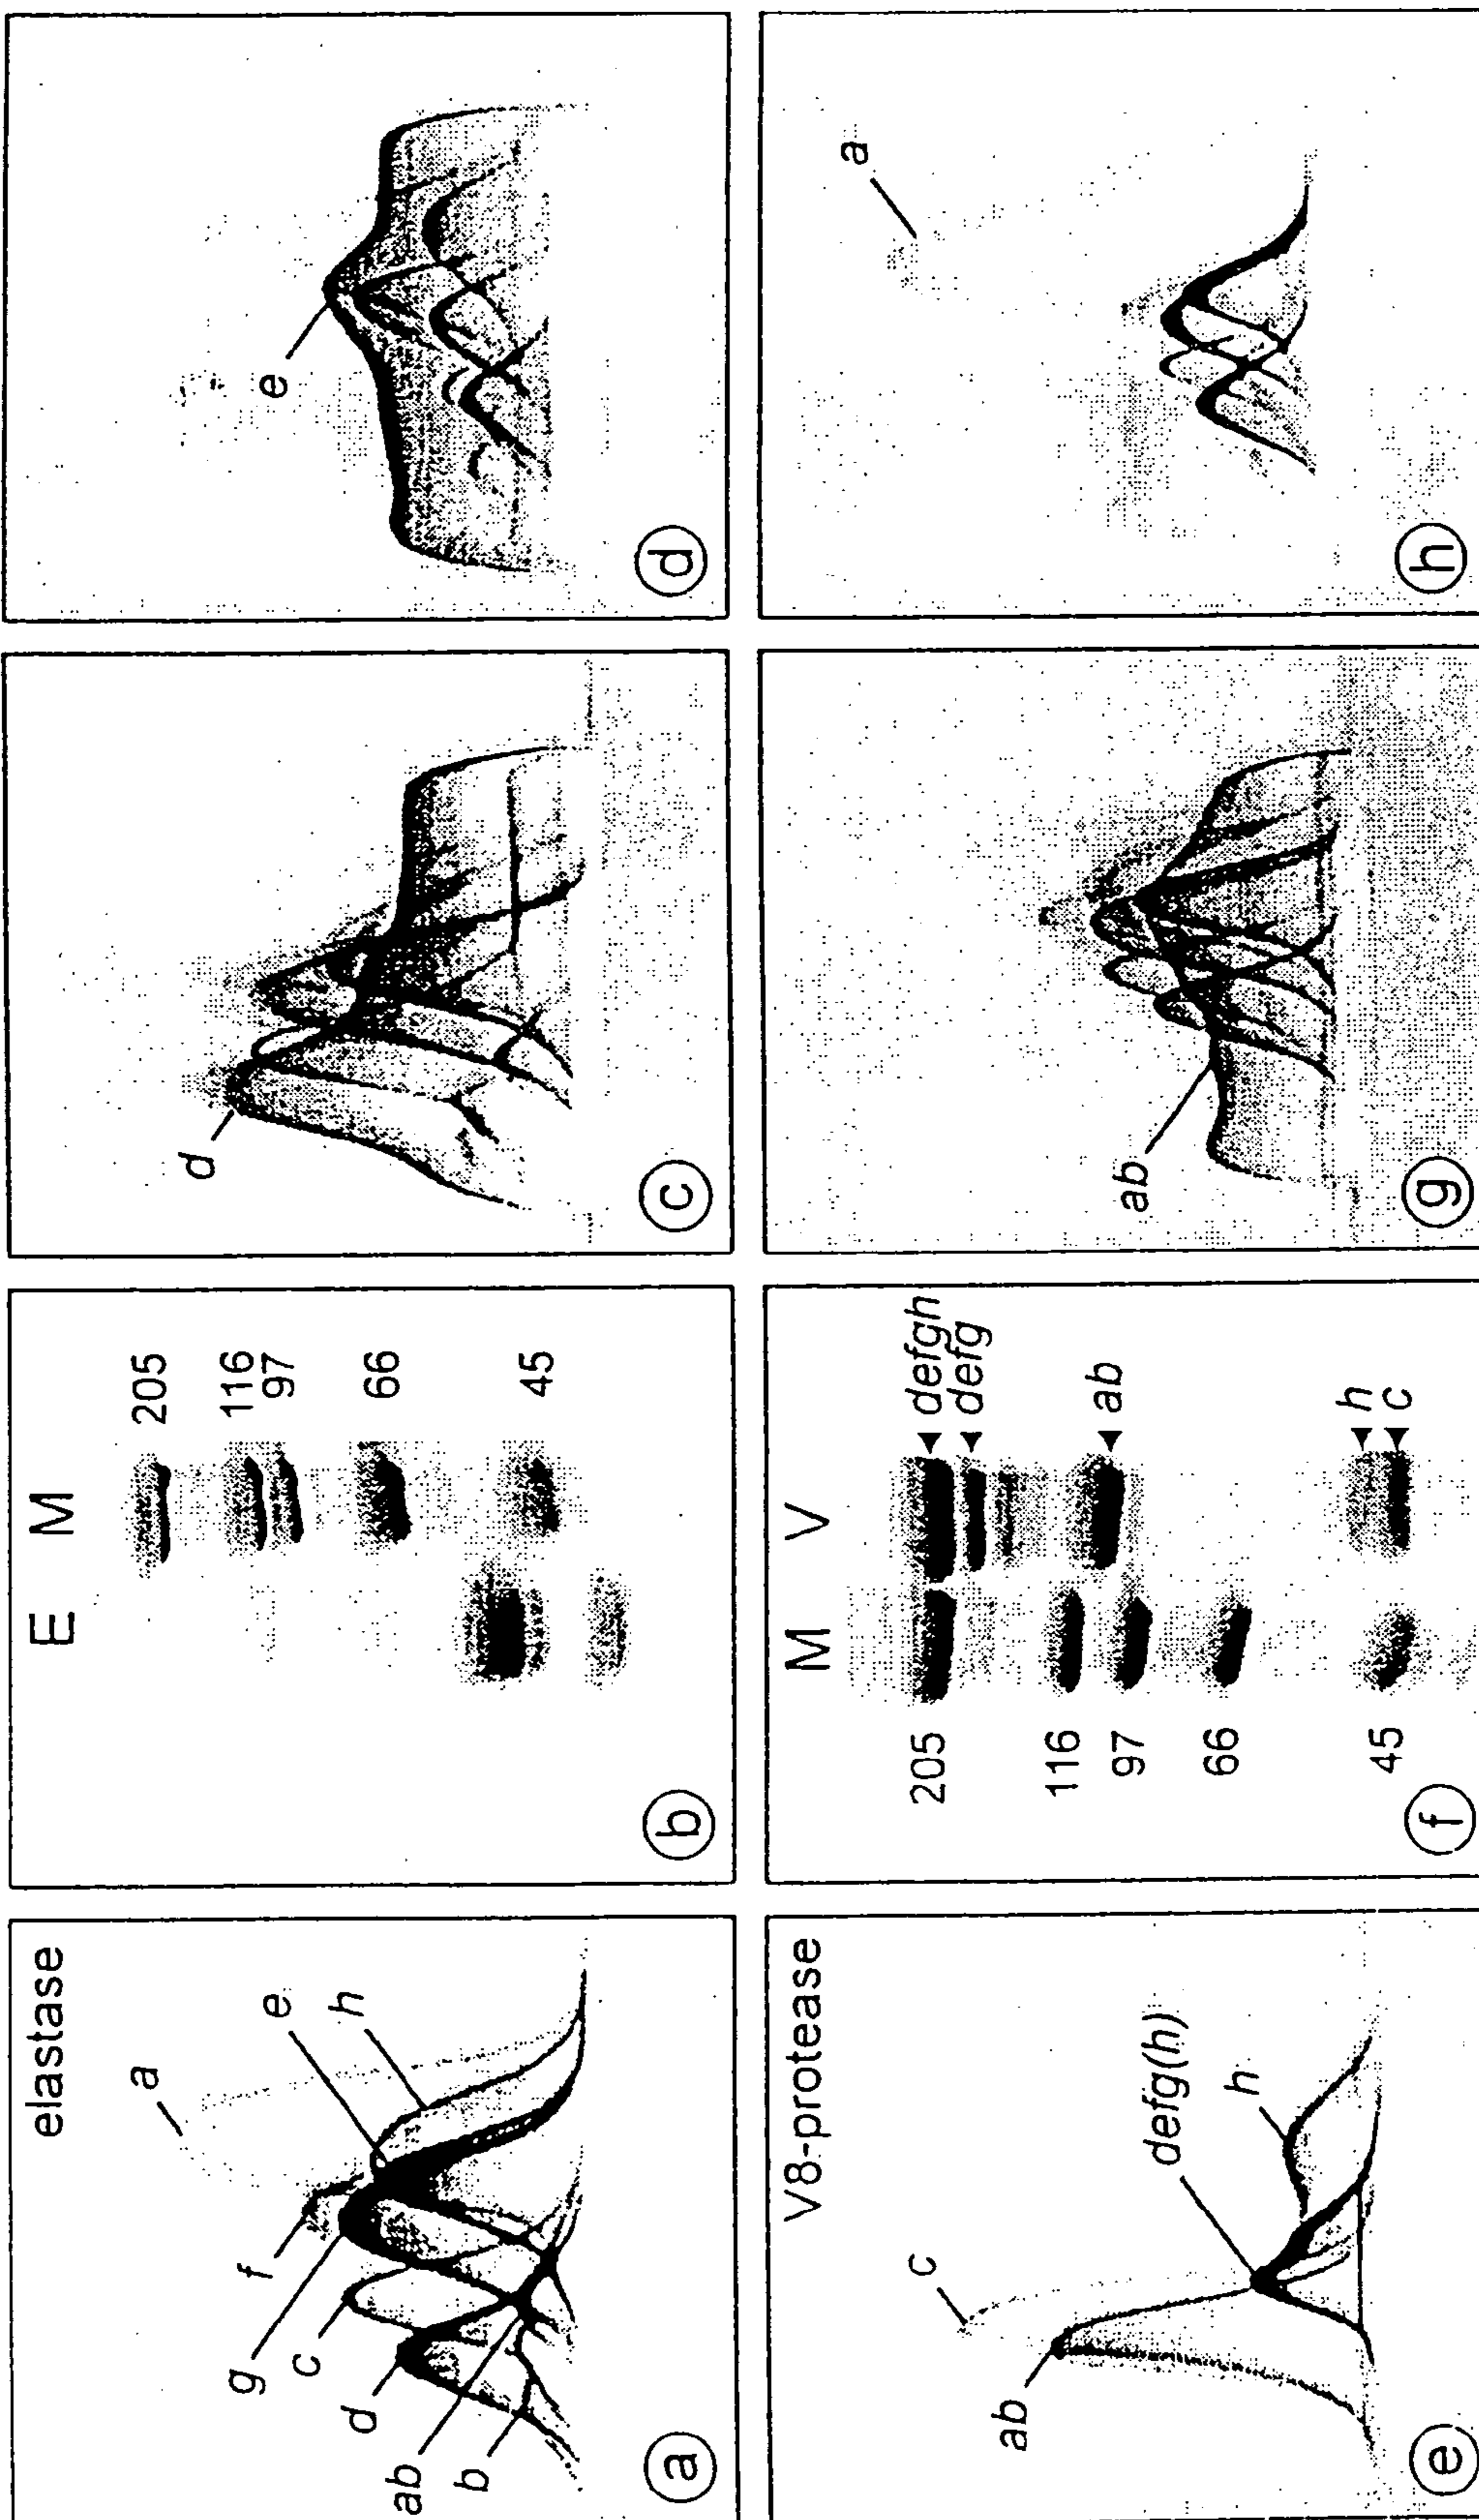 elastase
a
e
h
f
g
c
d
ab
b
ⓐ
E M
205
116
97
66
45
ⓑ
d
ⓒ
e
ⓓ
V8-protease
c
defg(h)
h
ab
ⓔ
M V
205
116
97
66
45
defgh
defg
ab
h
c
ⓕ
ab
ⓖ
a
ⓗ